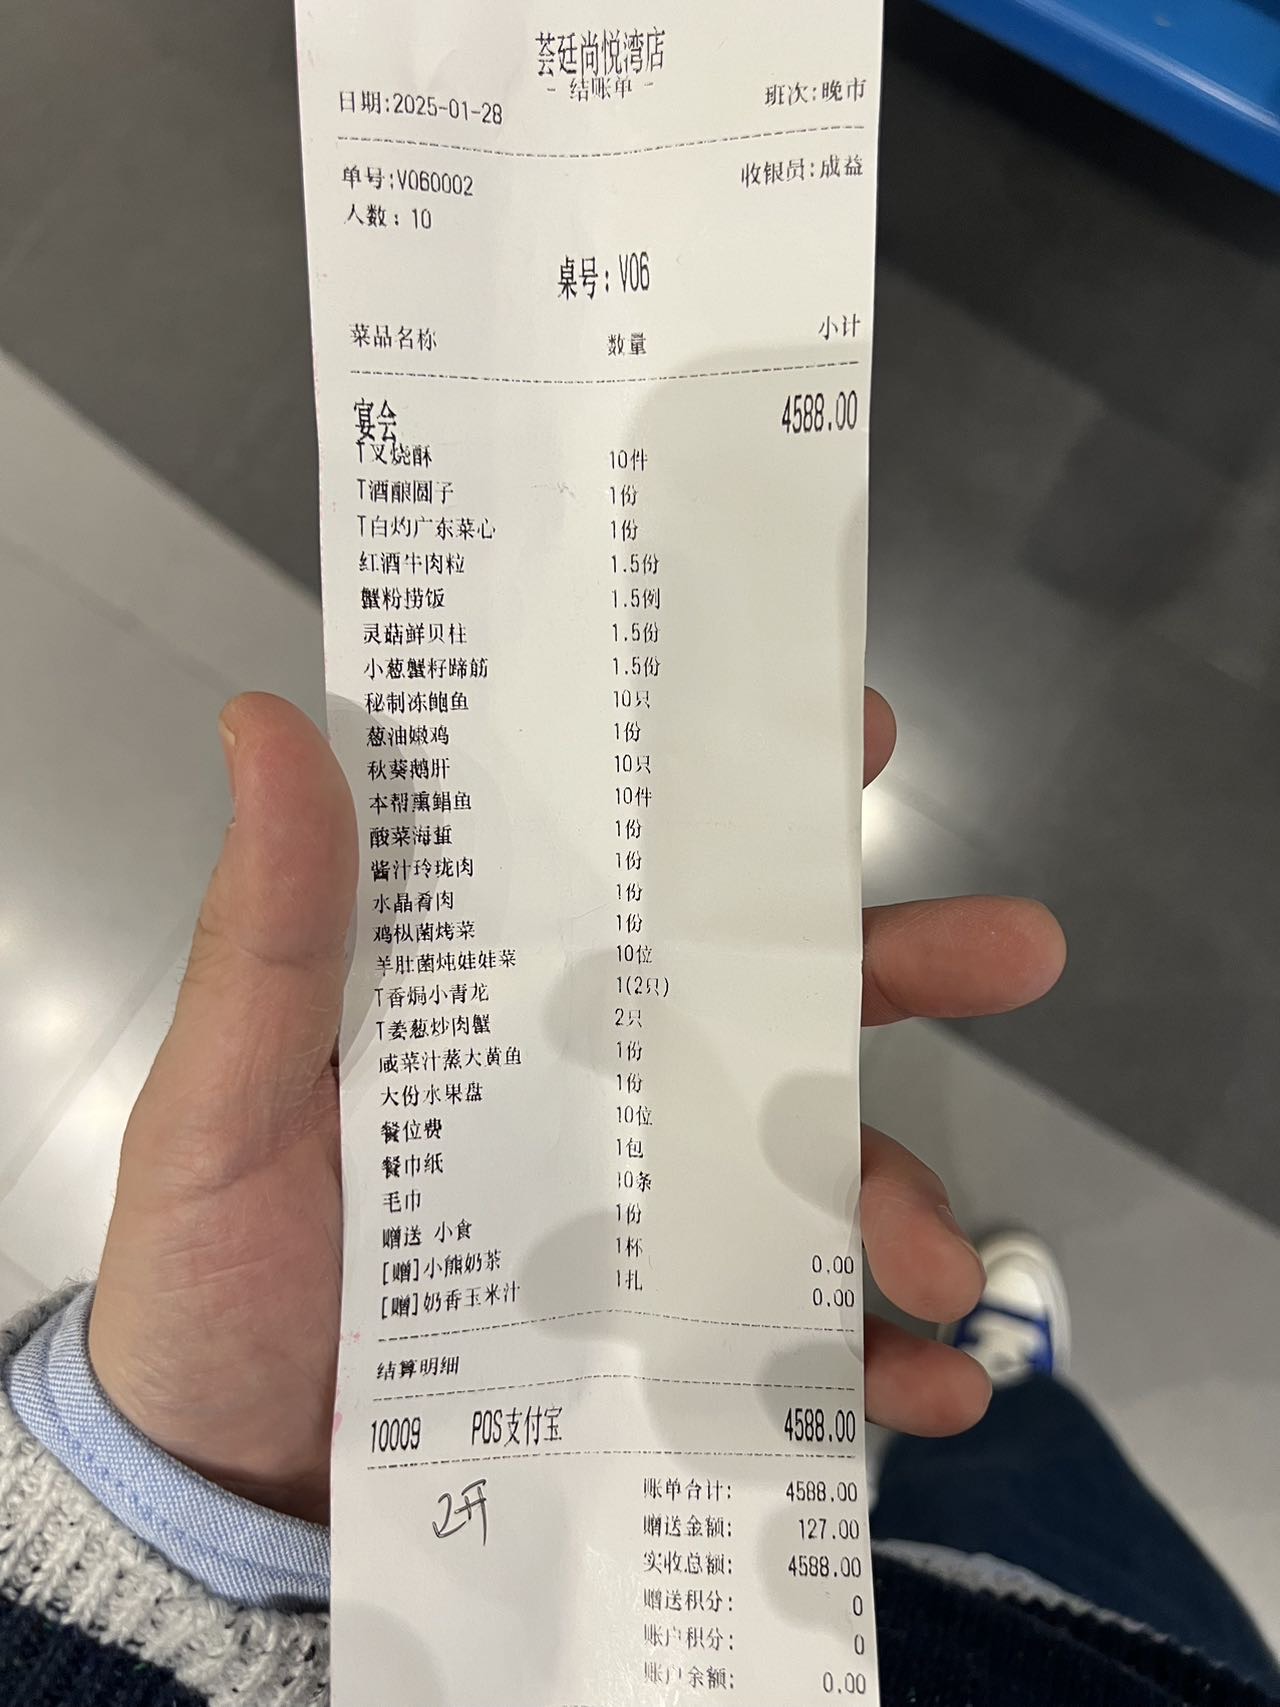 荟廷尚悦湾店
- 结账单 -
日期:2025-01-28 班次:晚市
单号:V060002 收银员:成益
人数: 10
桌号: V06
菜品名称 数量 小计
宴会 4588.00
T叉烧酥 10件
T酒酿圆子 1份
T白灼广东菜心 1份
红酒牛肉粒 1.5份
蟹粉捞饭 1.5例
灵菇鲜贝柱 1.5份
小葱蟹籽蹄筋 1.5份
秘制冻鲍鱼 10只
葱油嫩鸡 1份
秋葵鹅肝 10只
本帮熏鲳鱼 10件
酸菜海蜇 1份
酱汁玲珑肉 1份
水晶肴肉 1份
鸡枞菌烤菜 1份
羊肚菌炖娃娃菜 10位
T香焗小青龙 1(2只)
T姜葱炒肉蟹 2只
咸菜汁蒸大黄鱼 1份
大份水果盘 1份
餐位费 10位
餐巾纸 1包
毛巾 10条
赠送 小食 1份
[赠]小熊奶茶 1杯 0.00
[赠]奶香玉米汁 1扎 0.00
结算明细
10009 POS支付宝 4588.00
账单合计: 4588.00
赠送金额: 127.00
实收总额: 4588.00
赠送积分: 0
账户积分: 0
账户余额: 0.00
2开